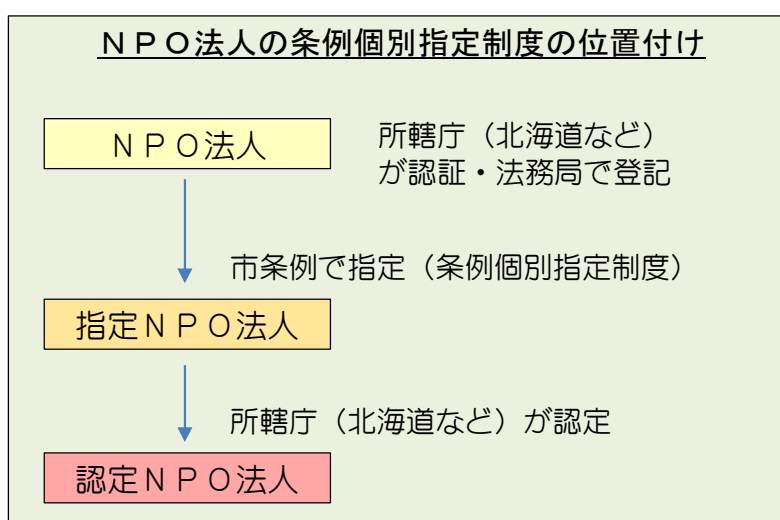 ＮＰＯ法人の条例個別指定制度の位置付け
ＮＰＯ法人
所轄庁（北海道など）
が認証・法務局で登記
市条例で指定（条例個別指定制度）
指定ＮＰＯ法人
所轄庁（北海道など）が認定
認定ＮＰＯ法人